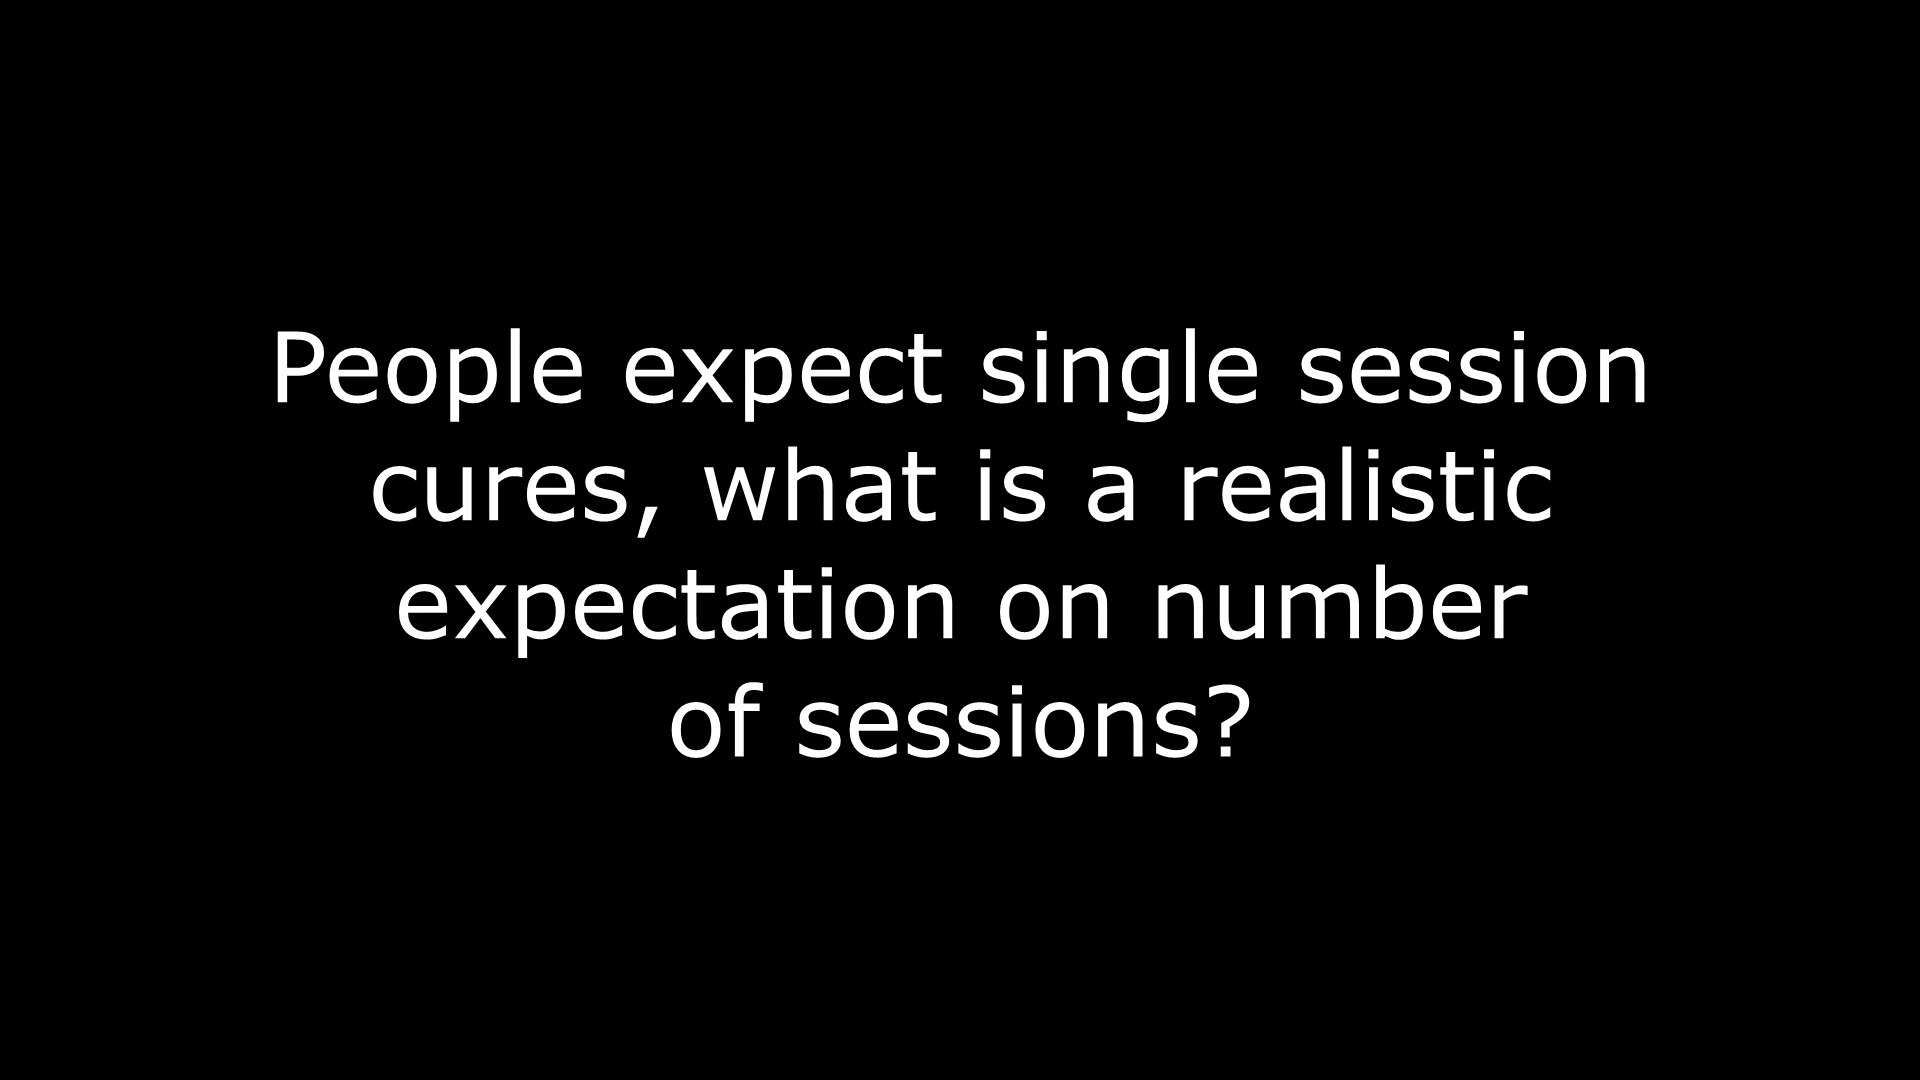 People expect single session
cures, what is a realistic
expectation on number
of sessions?